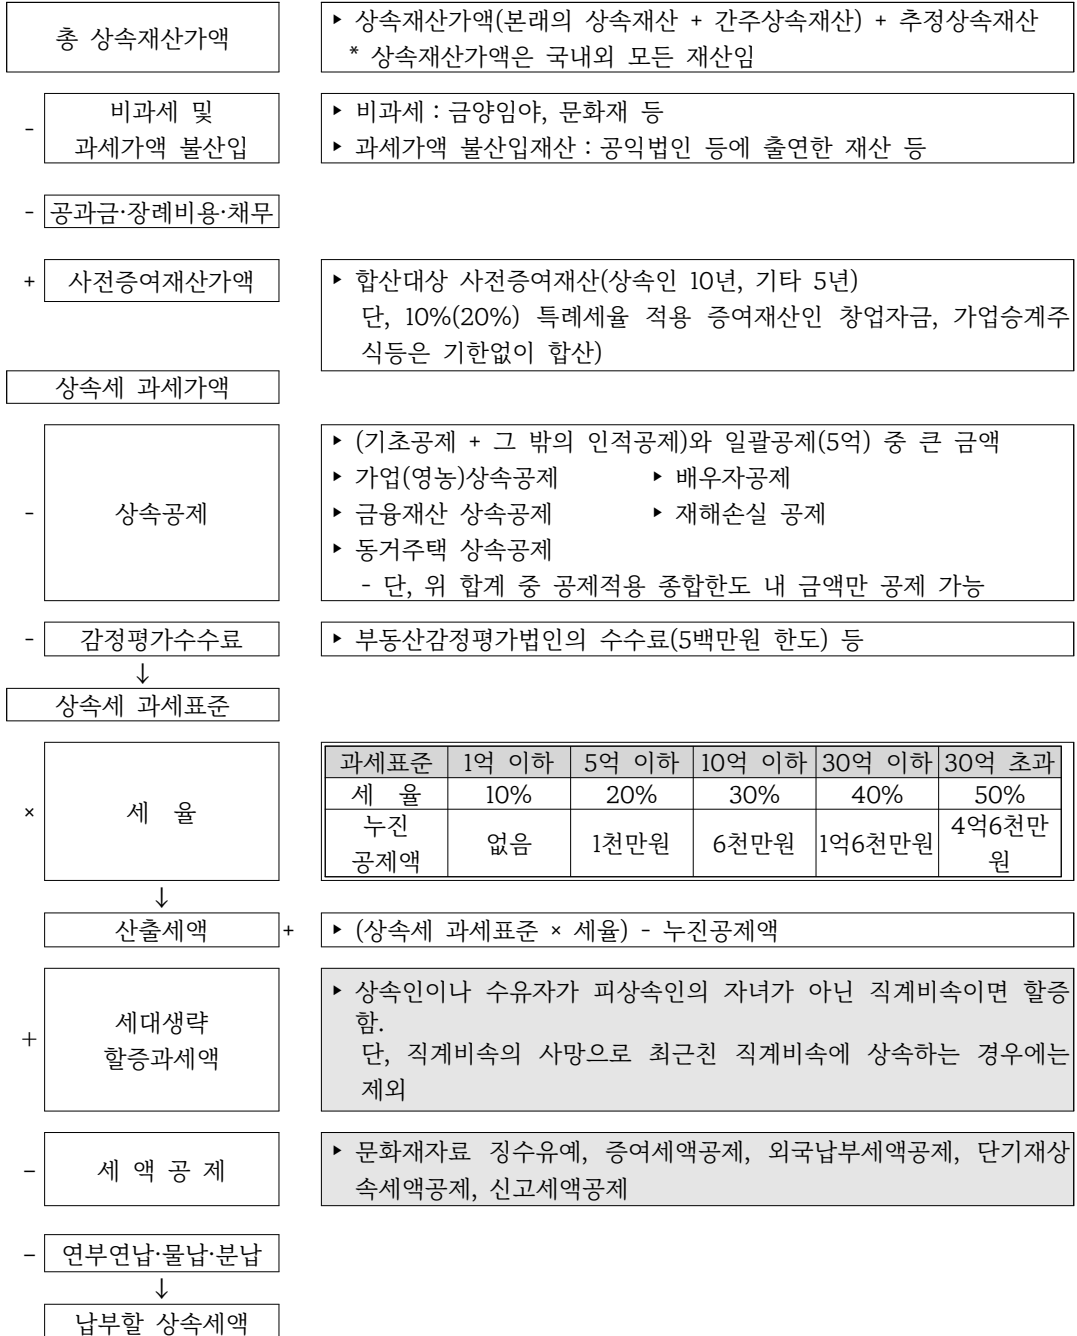 총 상속재산가액
▸ 상속재산가액(본래의 상속재산 + 간주상속재산) + 추정상속재산
* 상속재산가액은 국내외 모든 재산임
-
비과세 및
과세가액 불산입
▸ 비과세 : 금양임야, 문화재 등
▸ 과세가액 불산입재산 : 공익법인 등에 출연한 재산 등
- 공과금·장례비용·채무
+ 사전증여재산가액
▸ 합산대상 사전증여재산(상속인 10년, 기타 5년)
단, 10%(20%) 특례세율 적용 증여재산인 창업자금, 가업승계주
식등은 기한없이 합산)
상속세 과세가액
- 상속공제
▸ (기초공제 + 그 밖의 인적공제)와 일괄공제(5억) 중 큰 금액
▸ 가업(영농)상속공제 ▸ 배우자공제
▸ 금융재산 상속공제 ▸ 재해손실 공제
▸ 동거주택 상속공제
- 단, 위 합계 중 공제적용 종합한도 내 금액만 공제 가능
- 감정평가수수료
▸ 부동산감정평가법인의 수수료(5백만원 한도) 등
↓
상속세 과세표준
× 세 율
과세표준 1억 이하 5억 이하 10억 이하 30억 이하 30억 초과
세 율 10% 20% 30% 40% 50%
누진
공제액 없음 1천만원 6천만원 1억6천만원 4억6천만
원
↓
산출세액 +
▸ (상속세 과세표준 × 세율) - 누진공제액
+
세대생략
할증과세액
▸ 상속인이나 수유자가 피상속인의 자녀가 아닌 직계비속이면 할증
함.
단, 직계비속의 사망으로 최근친 직계비속에 상속하는 경우에는
제외
- 세 액 공 제
▸ 문화재자료 징수유예, 증여세액공제, 외국납부세액공제, 단기재상
속세액공제, 신고세액공제
- 연부연납·물납·분납
↓
납부할 상속세액